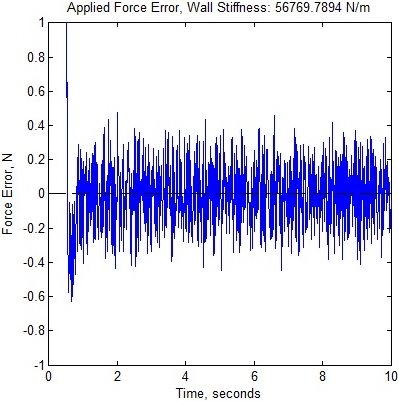 Applied Force Error, Wall Stiffness: 56769.7894 N/m
1
0.8
0.6
0.4
0.2
0
-0.2
-0.4
-0.6
-0.8
-1
Force Error, N
0 2 4 6 8 10
Time, seconds